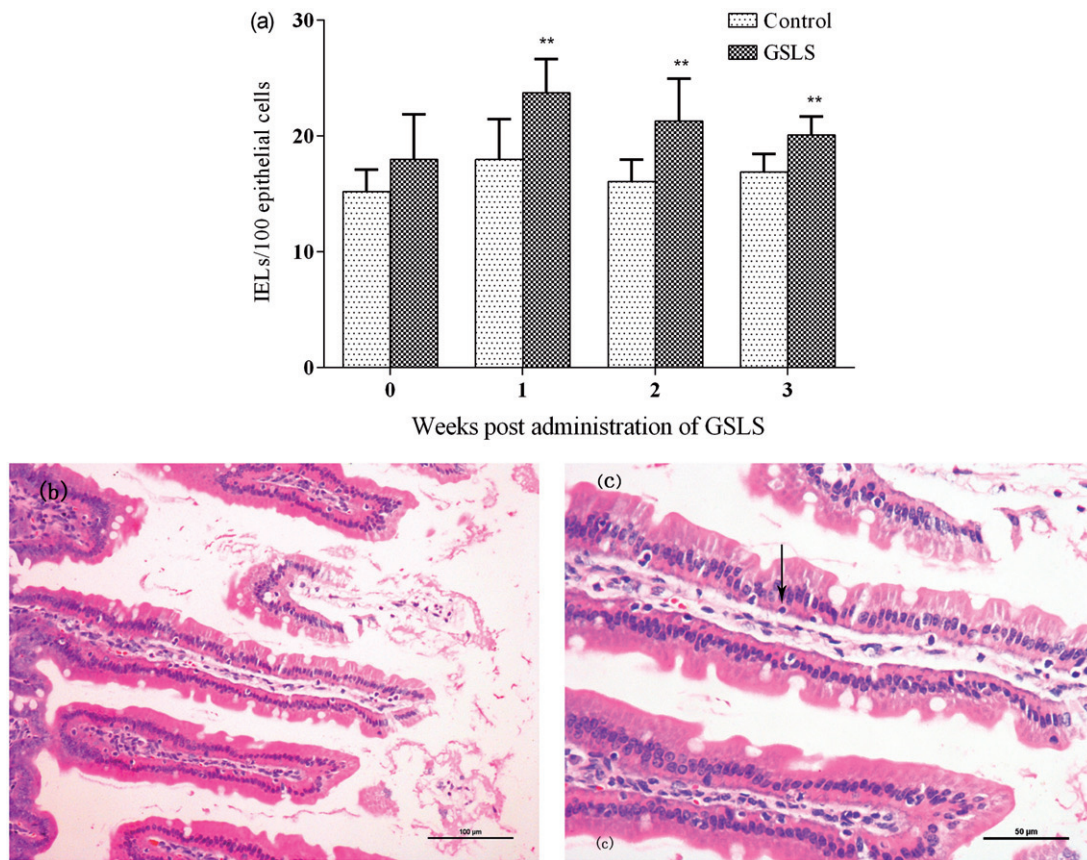 (a)
30
20
10
0
IELs/100 epithelial cells
Control
GSLS
**
**
**
0 1 2 3
Weeks post administration of GSLS
(b)
100 μm
(c)
(c)
50 μm